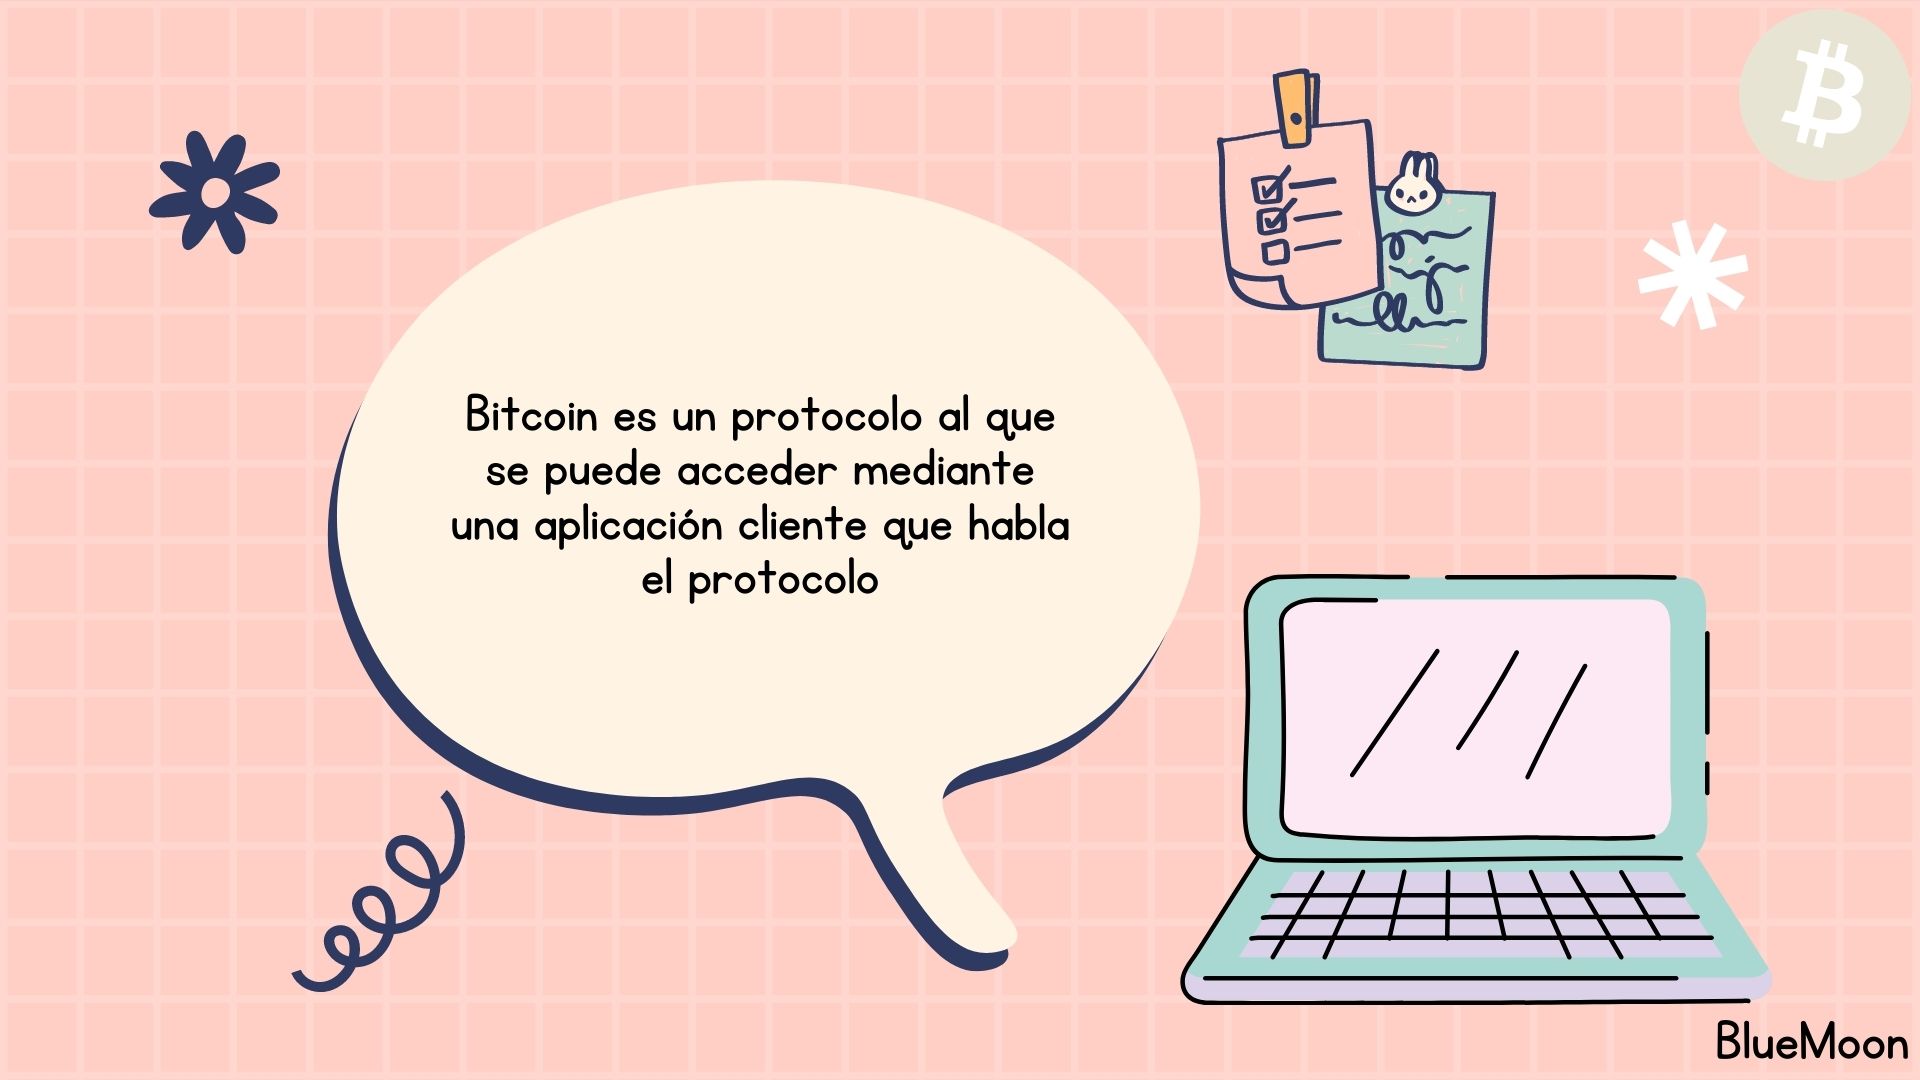 Bitcoin es un protocolo al que
se puede acceder mediante
una aplicación cliente que habla
el protocolo
BlueMoon